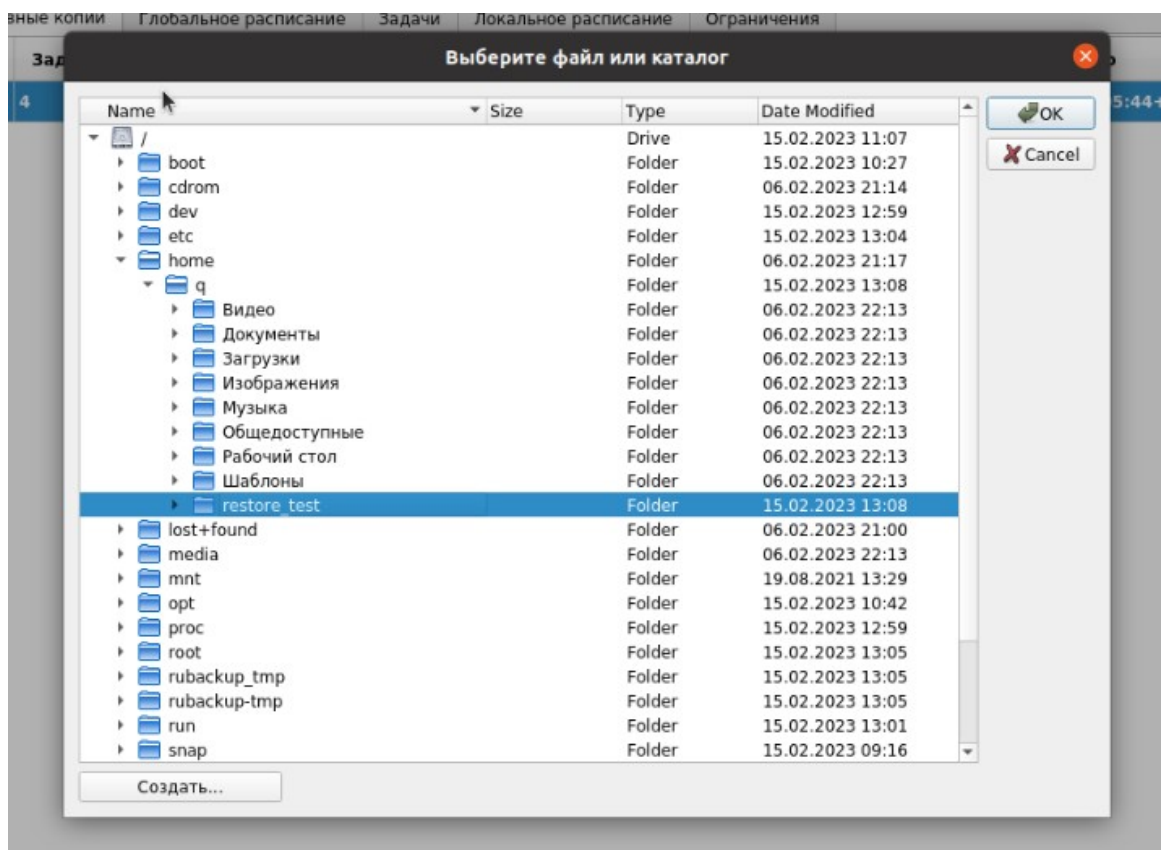 зные копии Глобальное расписание Задачи Локальное расписание Ограничения
Зад
Выберите файл или каталог
4
5:44+
Name Size Type Date Modified
OK
Cancel
/ Drive 15.02.2023 11:07
boot Folder 15.02.2023 10:27
cdrom Folder 06.02.2023 21:14
dev Folder 15.02.2023 12:59
etc Folder 15.02.2023 13:04
home Folder 06.02.2023 21:17
q Folder 15.02.2023 13:08
Видео Folder 06.02.2023 22:13
Документы Folder 06.02.2023 22:13
Загрузки Folder 06.02.2023 22:13
Изображения Folder 06.02.2023 22:13
Музыка Folder 06.02.2023 22:13
Общедоступные Folder 06.02.2023 22:13
Рабочий стол Folder 06.02.2023 22:13
Шаблоны Folder 06.02.2023 22:13
restore_test Folder 15.02.2023 13:08
lost+found Folder 06.02.2023 21:00
media Folder 06.02.2023 22:13
mnt Folder 19.08.2021 13:29
opt Folder 15.02.2023 10:42
proc Folder 15.02.2023 12:59
root Folder 15.02.2023 13:05
rubackup_tmp Folder 15.02.2023 13:05
rubackup-tmp Folder 15.02.2023 13:05
run Folder 15.02.2023 13:01
snap Folder 15.02.2023 09:16
Создать...